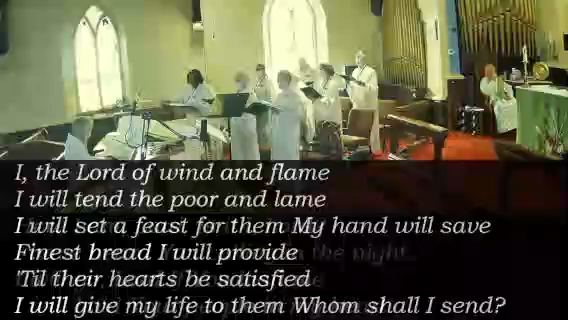 I, the Lord of wind and flame
I will tend the poor and lame
I will set a feast for them My hand will save
Finest bread I will provide
'Til their hearts be satisfied
I will give my life to them Whom shall I send?